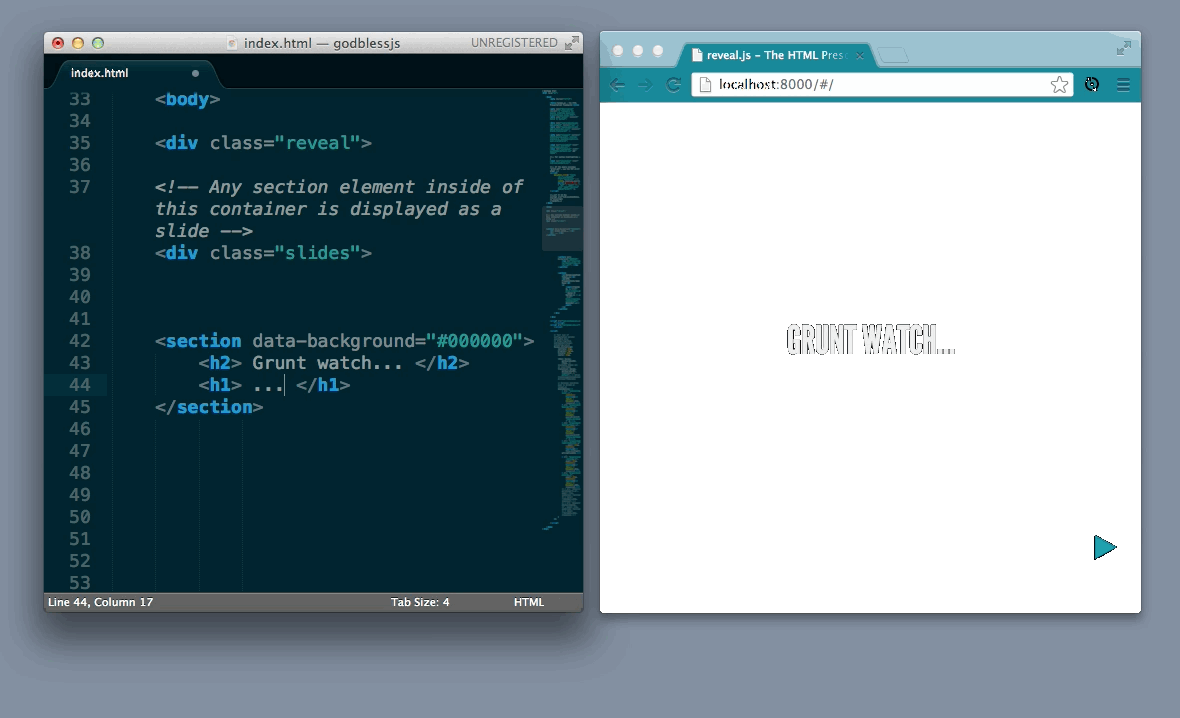 index.html — godblessjs
UNREGISTERED
index.html
33 <body>
34
35 <div class="reveal">
36
37 <!-- Any section element inside of
this container is displayed as a
slide -->
38 <div class="slides">
39
40
41
42 <section data-background="#000000">
43 <h2> Grunt watch... </h2>
44 <h1> ... </h1>
45 </section>
46
47
48
49
50
51
52
53
Line 44, Column 17
Tab Size: 4
HTML
reveal.js – The HTML Pres
localhost:8000/#/
GRUNT WATCH...